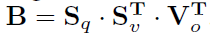 B = S_q · S_v^T · V_o^T